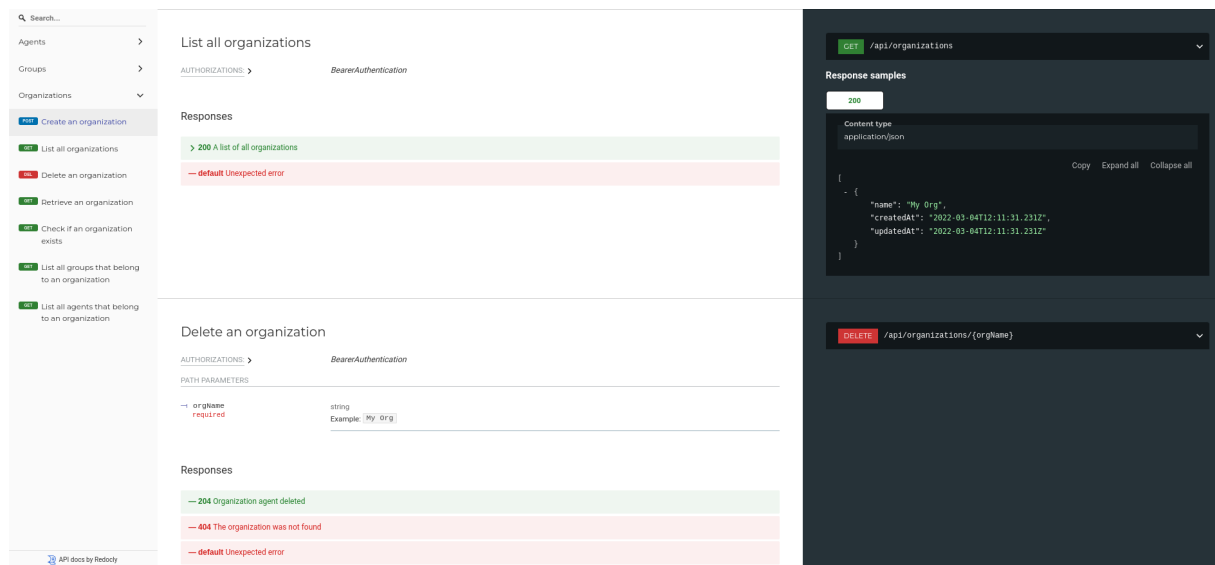 Search...
Agents
Groups
Organizations
POST Create an organization
GET List all organizations
DEL Delete an organization
GET Retrieve an organization
GET Check if an organization
exists
GET List all groups that belong
to an organization
GET List all agents that belong
to an organization
API docs by Redocly
List all organizations
AUTHORIZATIONS: BearerAuthentication
Responses
200 A list of all organizations
— default Unexpected error
GET /api/organizations
Response samples
200
Content type
application/json
Copy Expand all Collapse all
[
- {
"name": "My Org",
"createdAt": "2022-03-04T12:11:31.231Z",
"updatedAt": "2022-03-04T12:11:31.231Z"
}
]
Delete an organization
AUTHORIZATIONS: BearerAuthentication
PATH PARAMETERS
orgName string
required Example: My Org
Responses
— 204 Organization agent deleted
— 404 The organization was not found
— default Unexpected error
DELETE /api/organizations/{orgName}